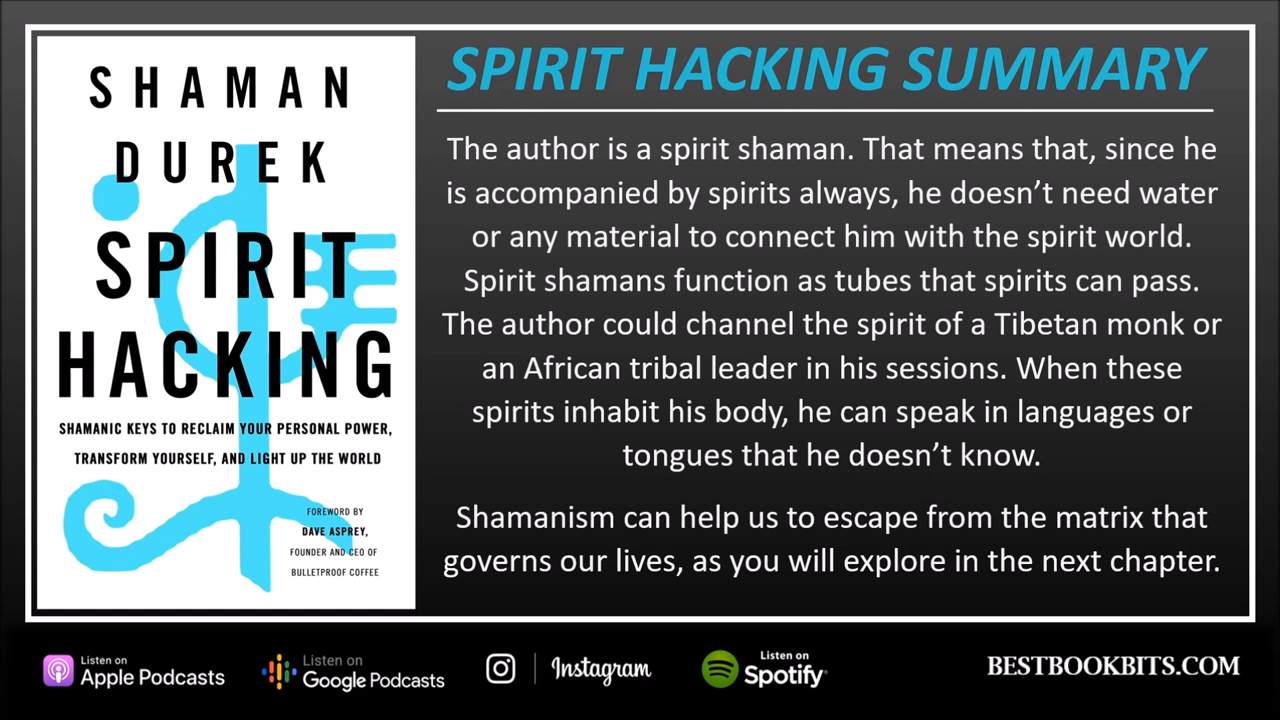 SHAMAN
DUREK
SPIRIT
HACKING
SHAMANIC KEYS TO RECLAIM YOUR PERSONAL POWER,
TRANSFORM YOURSELF, AND LIGHT UP THE WORLD
FOREWORD BY
DAVE ASPREY,
FOUNDER AND CEO OF
BULLETPROOF COFFEE
SPIRIT HACKING SUMMARY
The author is a spirit shaman. That means that, since he
is accompanied by spirits always, he doesn’t need water
or any material to connect him with the spirit world.
Spirit shamans function as tubes that spirits can pass.
The author could channel the spirit of a Tibetan monk or
an African tribal leader in his sessions. When these
spirits inhabit his body, he can speak in languages or
tongues that he doesn’t know.
Shamanism can help us to escape from the matrix that
governs our lives, as you will explore in the next chapter.
Listen on
Apple Podcasts
Listen on
Google Podcasts
Instagram
Listen on
Spotify
BESTBOOKBITS.COM